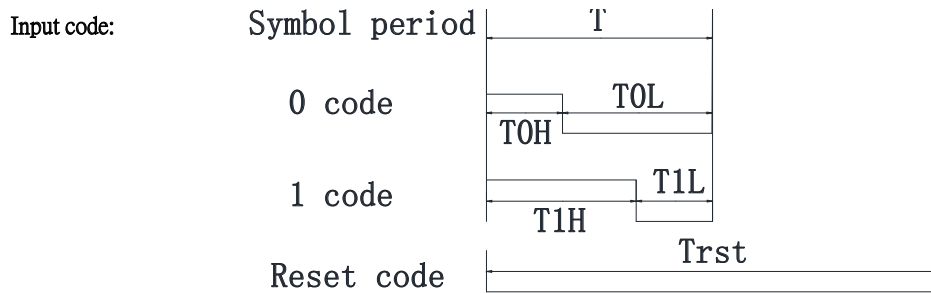 Input code: Symbol period T
0 code T0H T0L
1 code T1H T1L
Reset code Trst